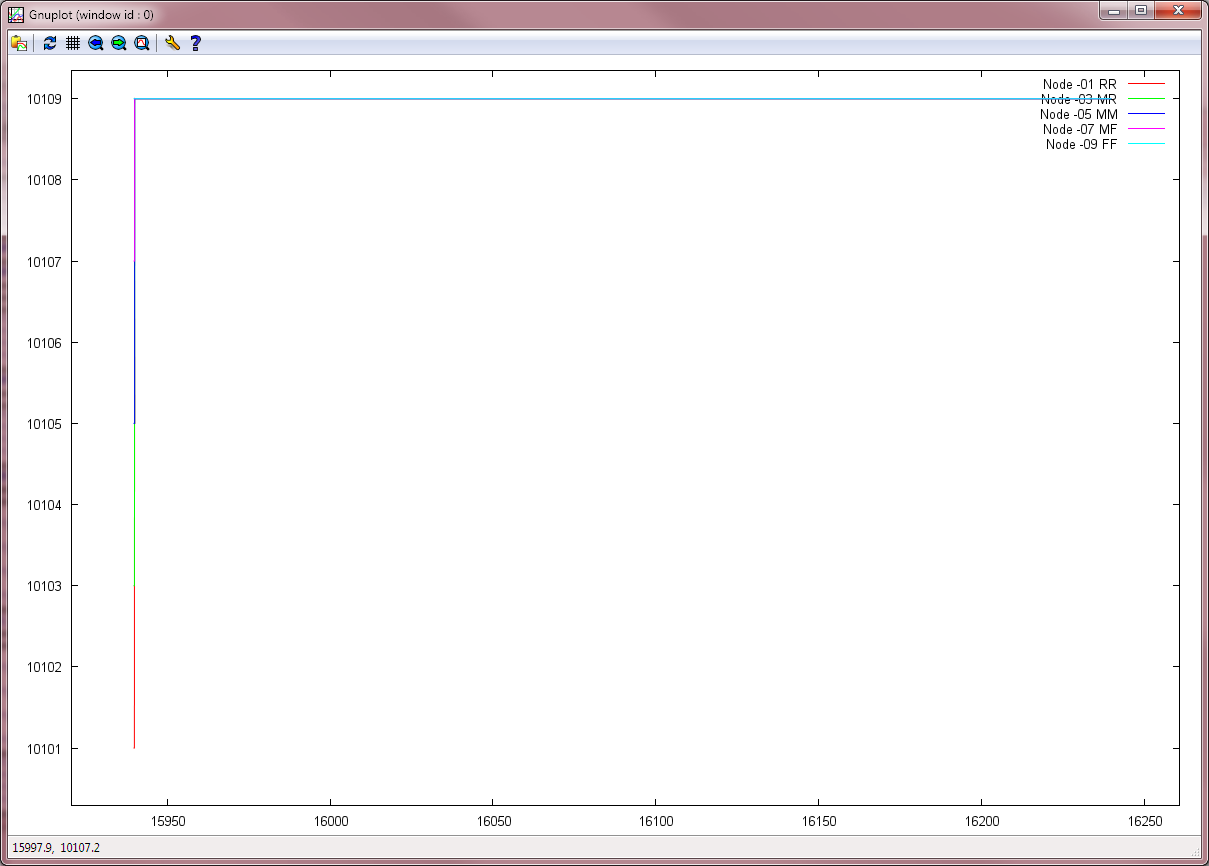 Gnuplot (window id : 0)
Node -01 RR
10109
Node -03 MR
Node -05 MM
Node -07 MF
Node -09 FF
10108
10107
10106
10105
10104
10103
10102
10101
15950 16000 16050 16100 16150 16200 16250
15997.9, 10107.2